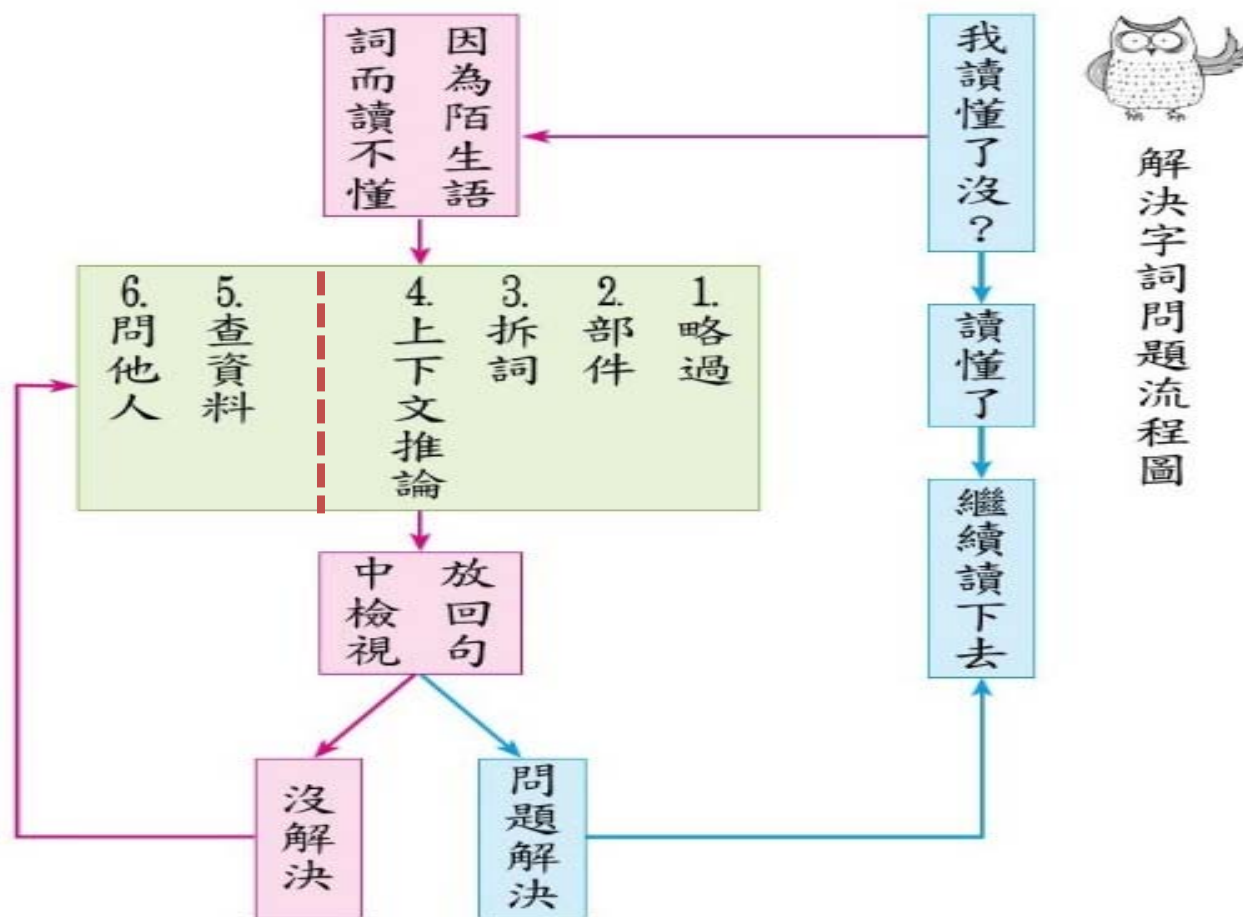 解決字詞問題流程圖
我讀懂了沒？
讀懂了
繼續讀下去
因為陌生語
詞而讀不懂
1.略過
2.部件
3.拆詞
4.上下文推論
5.查資料
6.問他人
放回句
中檢視
問題解決
沒解決